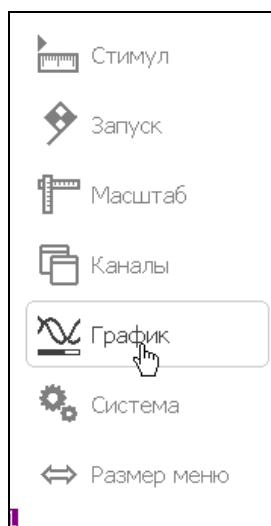 Стимул
Запуск
Масштаб
Каналы
График
Система
Размер меню